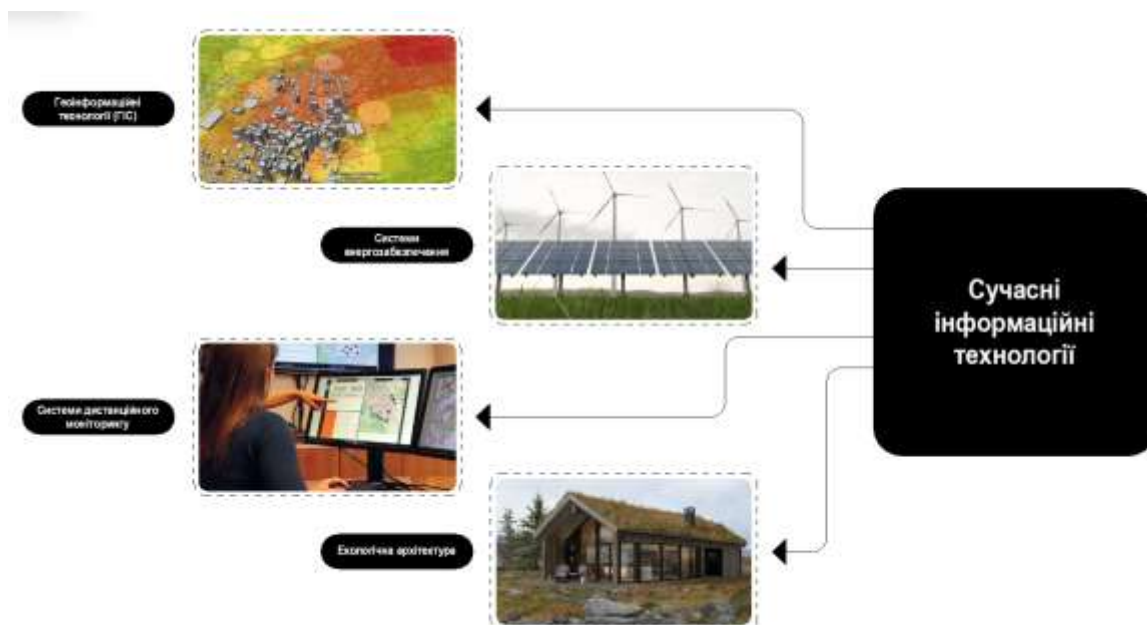 Геоінформаційні
технології (ГІС)
Системи
енергозабезпечення
Сучасні
інформаційні
технології
Системи дистанційного
моніторингу
Екологічна архітектура